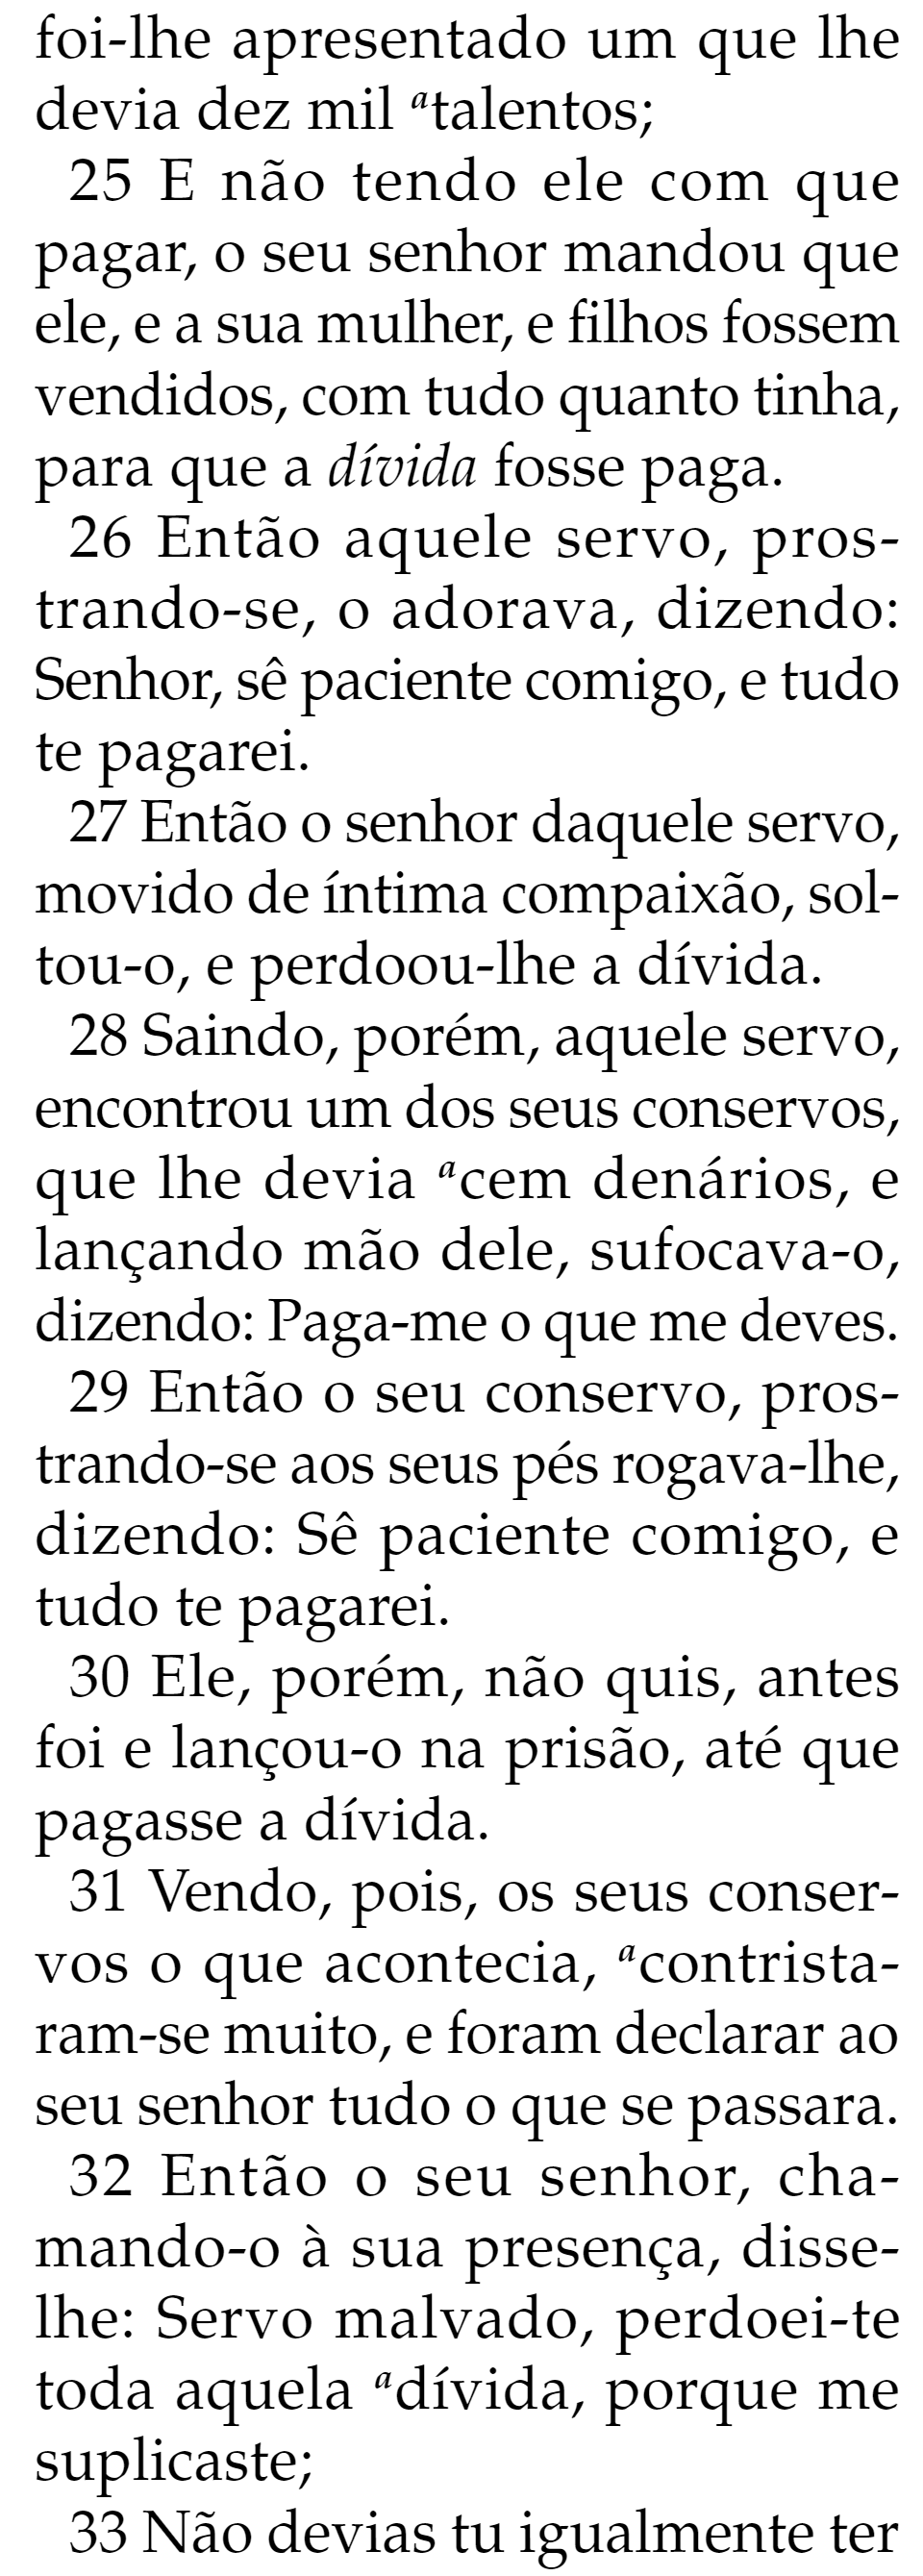 foi-lhe apresentado um que lhe
devia dez mil ᵃtalentos;
25 E não tendo ele com que
pagar, o seu senhor mandou que
ele, e a sua mulher, e filhos fossem
vendidos, com tudo quanto tinha,
para que a dívida fosse paga.
26 Então aquele servo, pros-
trando-se, o adorava, dizendo:
Senhor, sê paciente comigo, e tudo
te pagarei.
27 Então o senhor daquele servo,
movido de íntima compaixão, sol-
tou-o, e perdoou-lhe a dívida.
28 Saindo, porém, aquele servo,
encontrou um dos seus conservos,
que lhe devia ᵃcem denários, e
lançando mão dele, sufocava-o,
dizendo: Paga-me o que me deves.
29 Então o seu conservo, pros-
trando-se aos seus pés rogava-lhe,
dizendo: Sê paciente comigo, e
tudo te pagarei.
30 Ele, porém, não quis, antes
foi e lançou-o na prisão, até que
pagasse a dívida.
31 Vendo, pois, os seus conser-
vos o que acontecia, ᵃcontrista-
ram-se muito, e foram declarar ao
seu senhor tudo o que se passara.
32 Então o seu senhor, cha-
mando-o à sua presença, disse-
lhe: Servo malvado, perdoei-te
toda aquela ᵃdívida, porque me
suplicaste;
33 Não devias tu igualmente ter